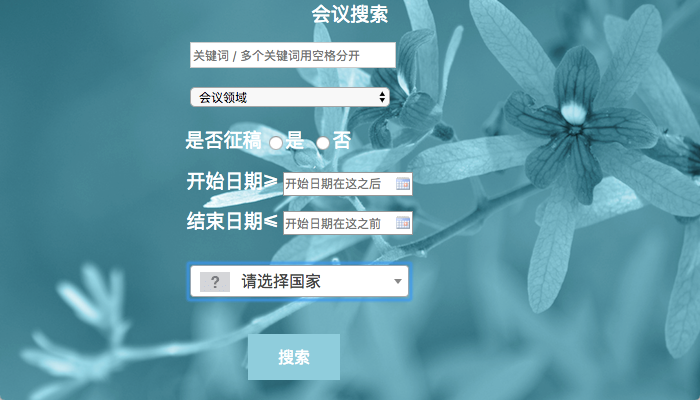 会议搜索
关键词 / 多个关键词用空格分开
会议领域
是否征稿 是 否
开始日期≥ 开始日期在这之后
结束日期≤ 开始日期在这之前
? 请选择国家
搜索